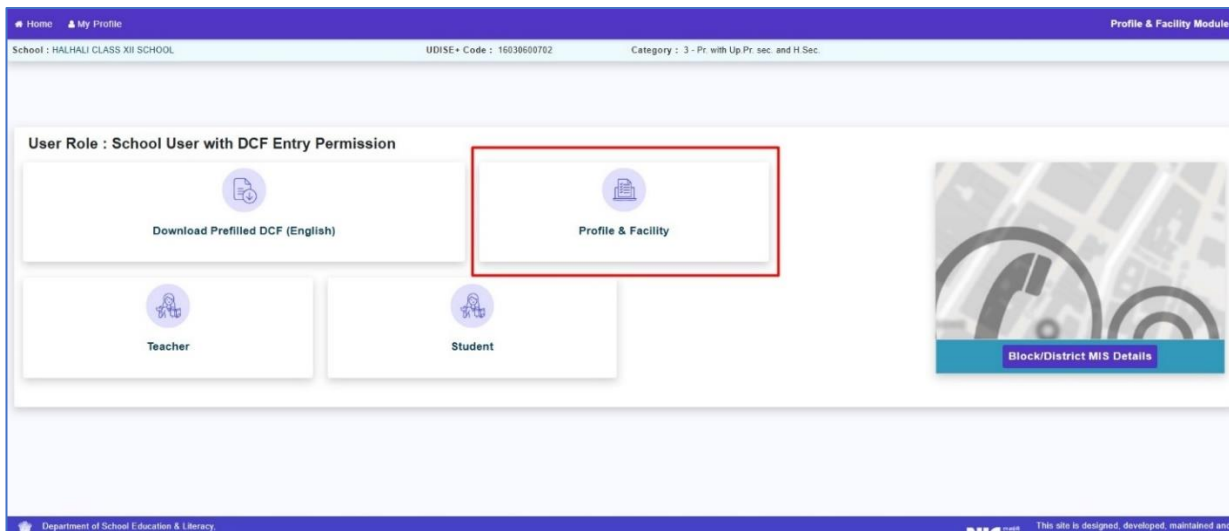 Home My Profile Profile & Facility Module
School : HALHALI CLASS XII SCHOOL UDISE+ Code : 16030600702 Category : 3 - Pr. with Up.Pr. sec. and H.Sec.
User Role : School User with DCF Entry Permission
Download Prefilled DCF (English)
Profile & Facility
Teacher
Student
Block/District MIS Details
Department of School Education & Literacy,
This site is designed, developed, maintained and